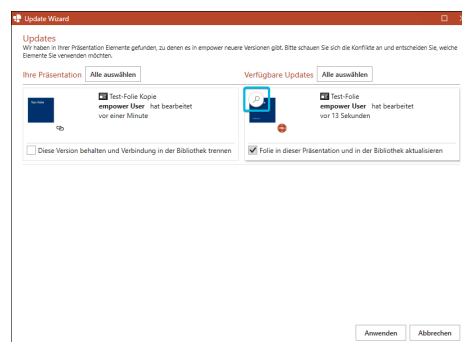 Update Wizard
Updates
Wir haben in Ihrer Präsentation Elemente gefunden, zu denen es in empower neuere Versionen gibt. Bitte schauen Sie sich die Konflikte an und entscheiden Sie, welche
Elemente Sie verwenden möchten.
Ihre Präsentation Alle auswählen
Test-Folie Kopie
empower User hat bearbeitet
vor einer Minute
Diese Version behalten und Verbindung in der Bibliothek trennen
Verfügbare Updates Alle auswählen
Test-Folie
empower User hat bearbeitet
vor 13 Sekunden
Folie in dieser Präsentation und in der Bibliothek aktualisieren
Anwenden Abbrechen